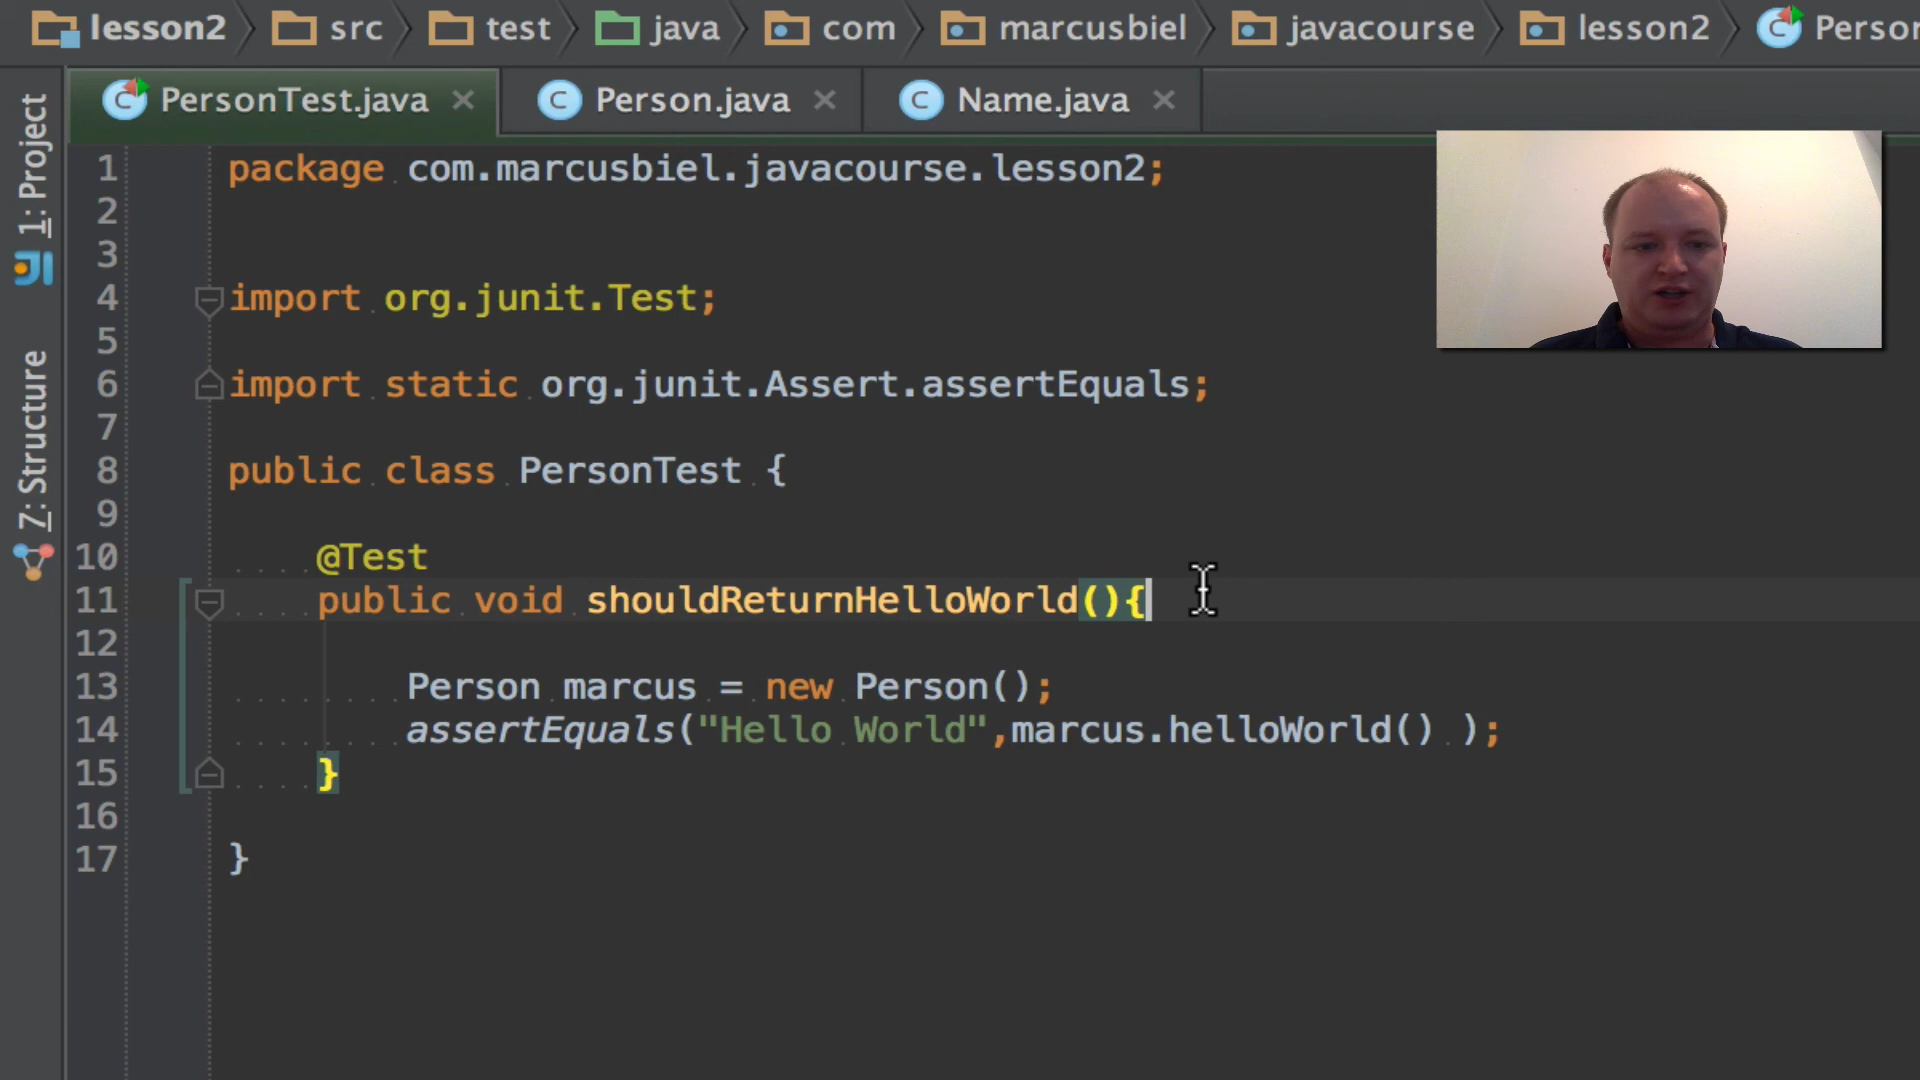 lesson2 src test java com marcusbiel javacourse lesson2 Person
PersonTest.java Person.java Name.java
1: Project
7: Structure
1 package com.marcusbiel.javacourse.lesson2;
2
3
4 import org.junit.Test;
5
6 import static org.junit.Assert.assertEquals;
7
8 public class PersonTest {
9
10 @Test
11 public void shouldReturnHelloWorld(){
12
13 Person marcus = new Person();
14 assertEquals("Hello World",marcus.helloWorld() );
15 }
16
17 }